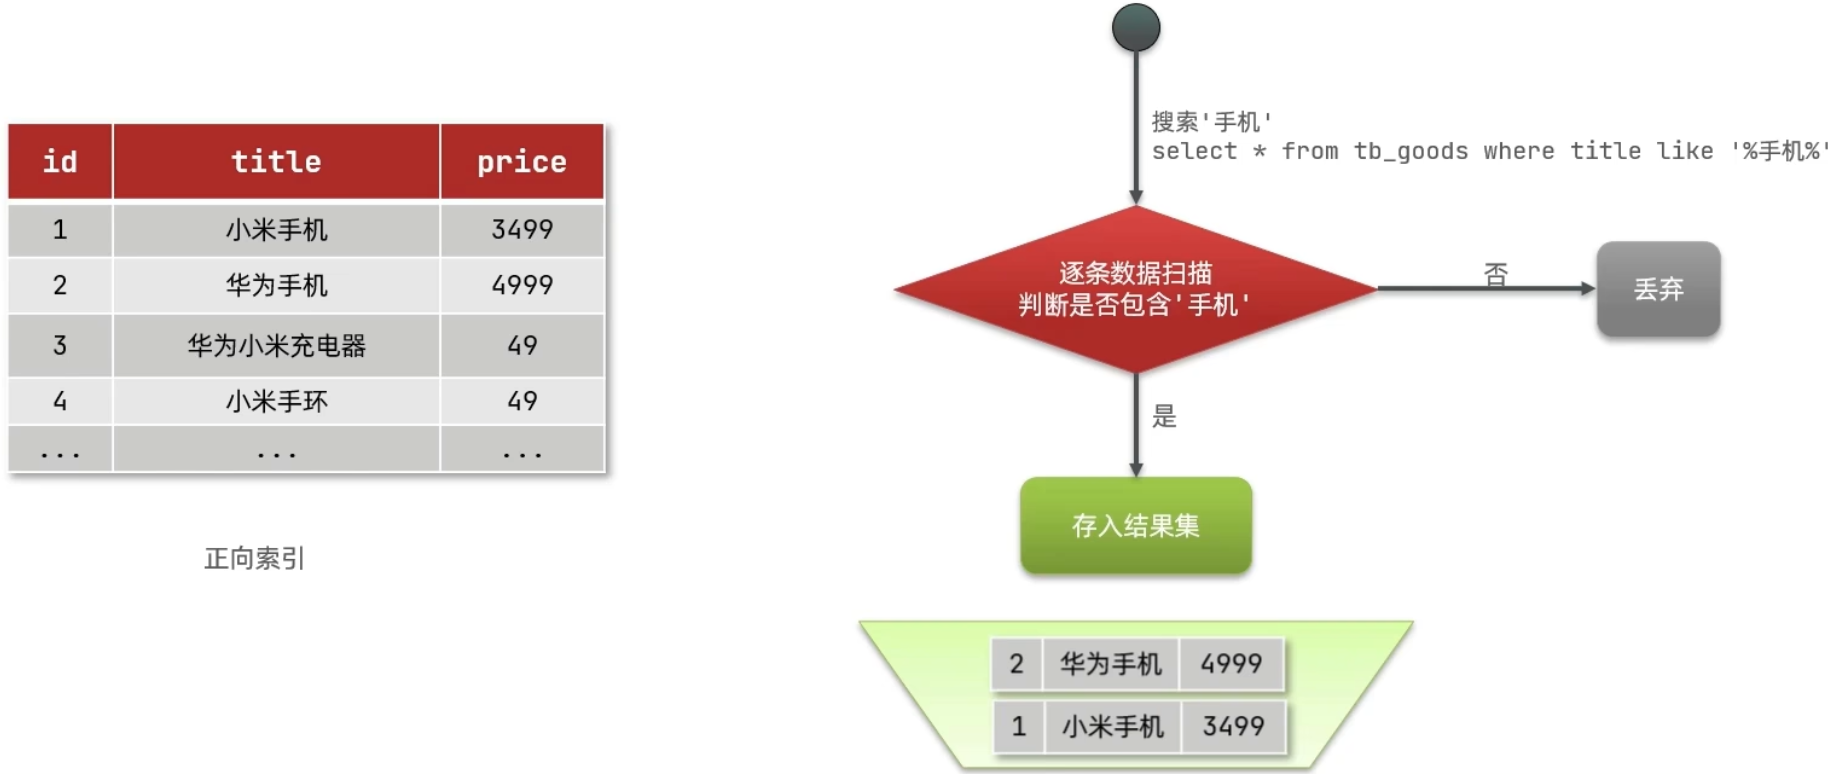 id title price
1 小米手机 3499
2 华为手机 4999
3 华为小米充电器 49
4 小米手环 49
... ... ...
正向索引
搜索'手机'
select * from tb_goods where title like '%手机%'
逐条数据扫描
判断是否包含'手机'
否
丢弃
是
存入结果集
2 华为手机 4999
1 小米手机 3499